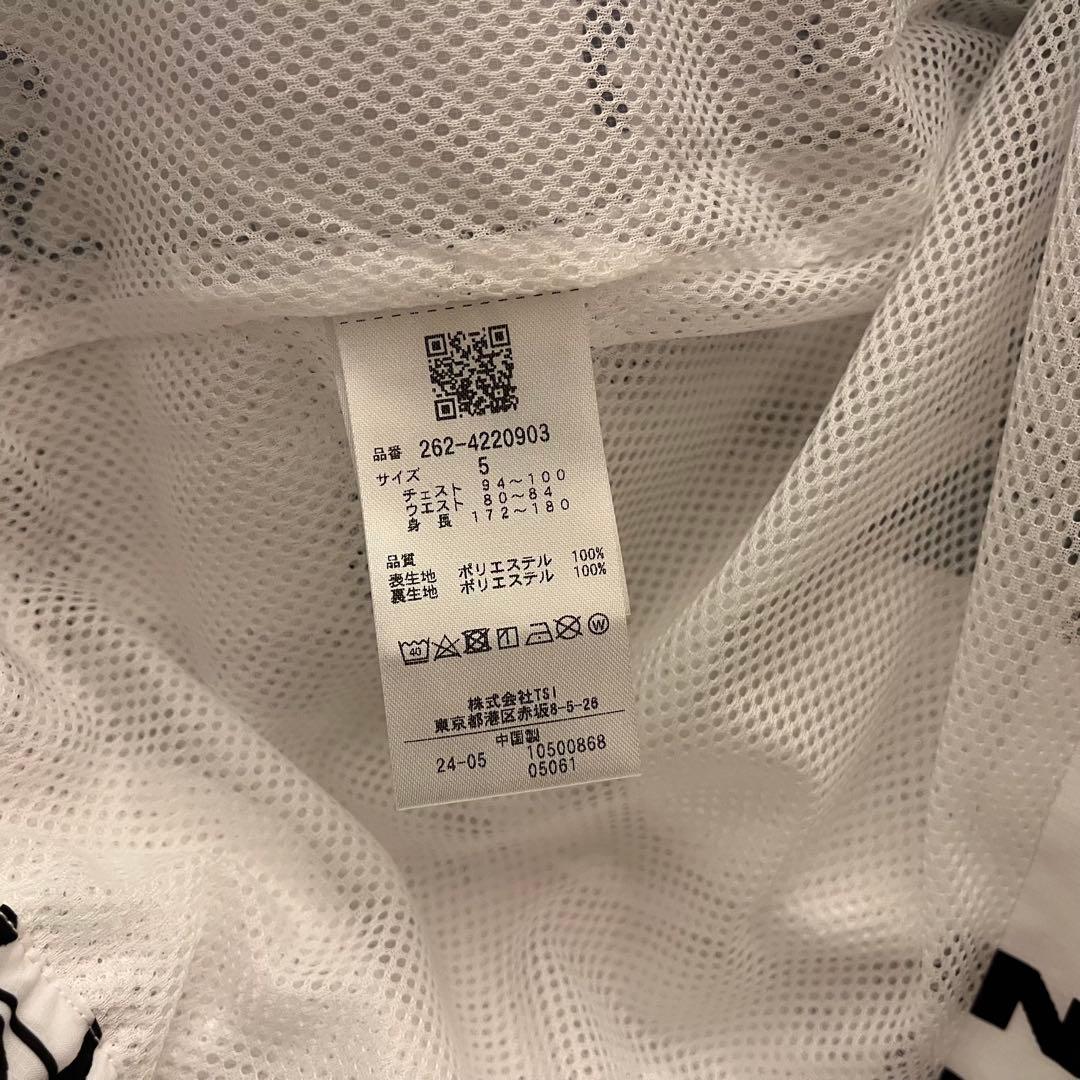 品番 262-4220903
サイズ 5
チェスト 94～100
ウエスト 80～84
身長 172～180
品質
表生地 ポリエステル 100%
裏生地 ポリエステル 100%
40
W
株式会社TSI
東京都港区赤坂8-5-26
中国製
24-05 10500868
05061
N